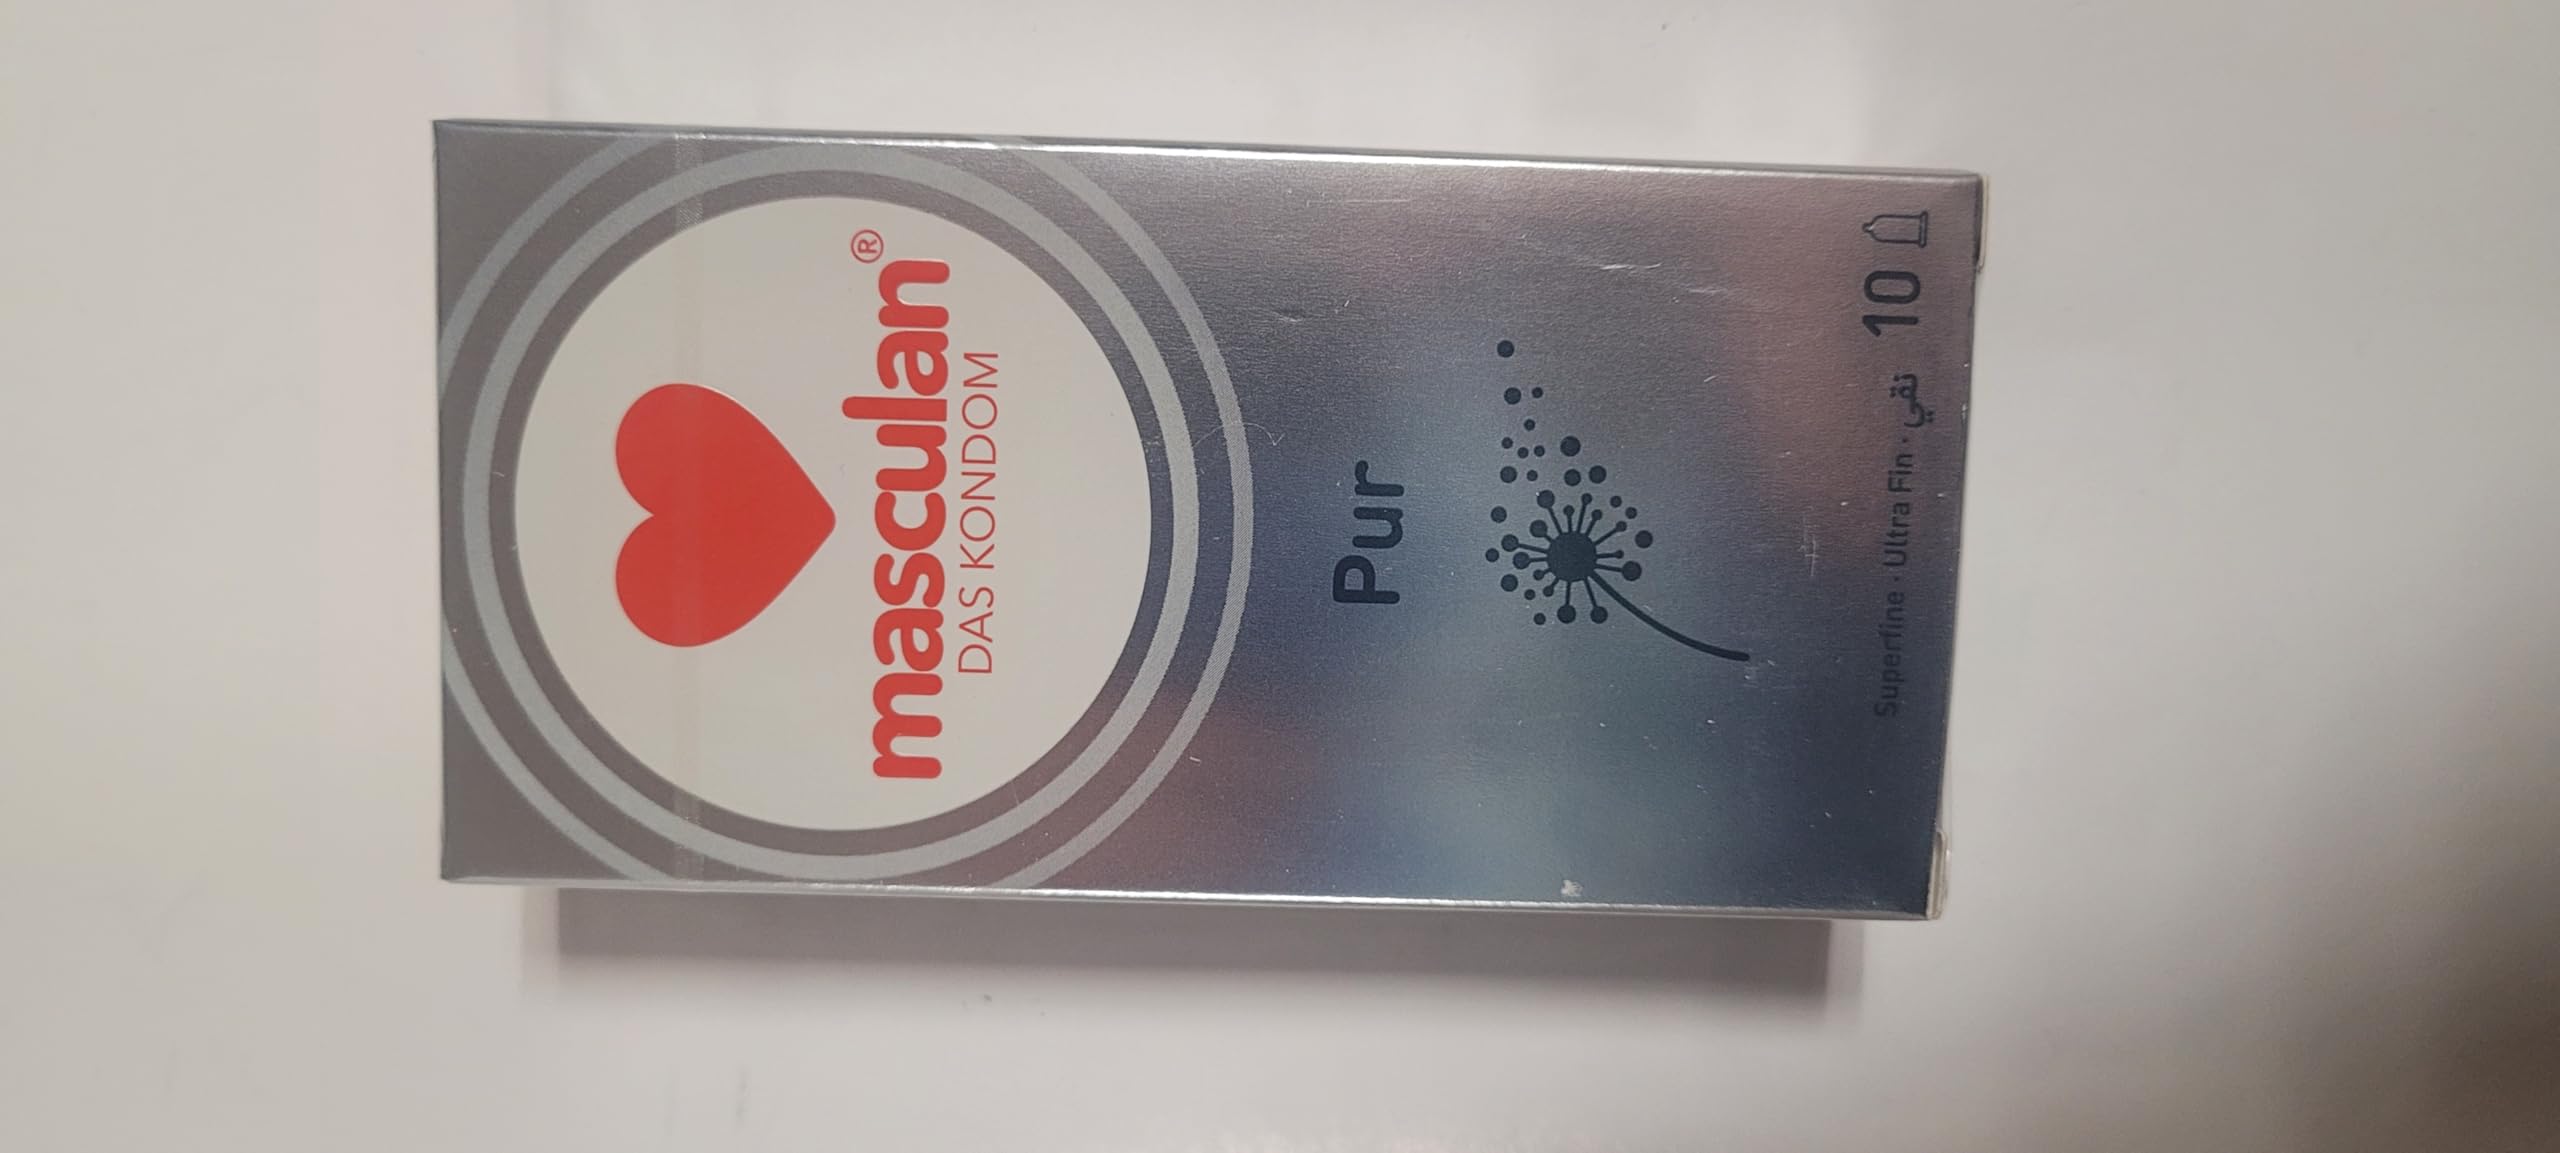 masculan®
DAS KONDOM
Pur
Superfine · Ultra Fin · نقي 10